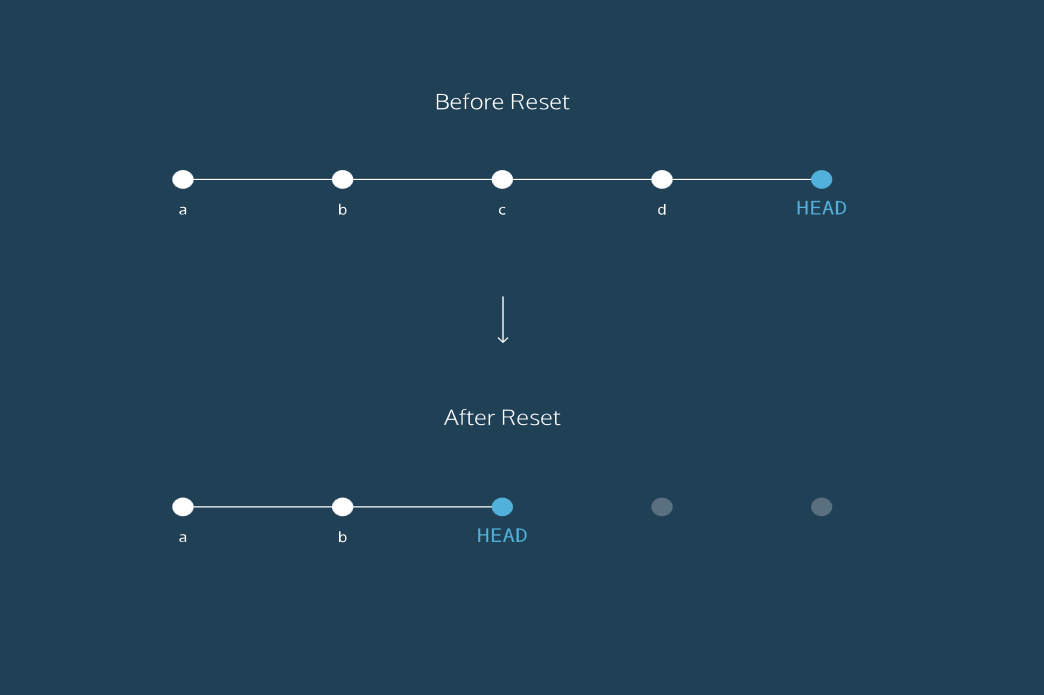 Before Reset
a b c d HEAD
After Reset
a b HEAD